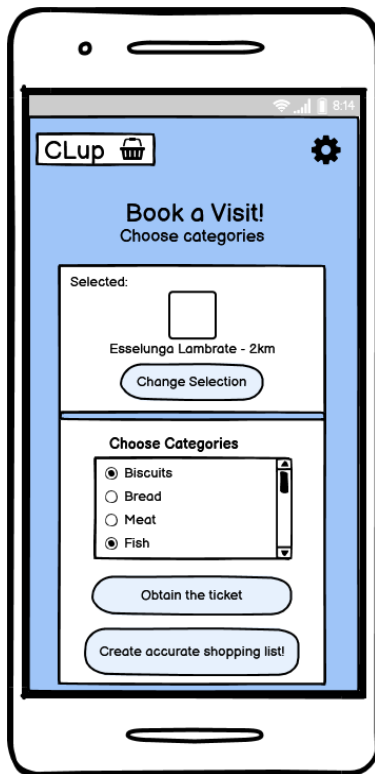 8:14
CLup
Book a Visit!
Choose categories
Selected:
Esselunga Lambrate - 2km
Change Selection
Choose Categories
Biscuits
Bread
Meat
Fish
Obtain the ticket
Create accurate shopping list!